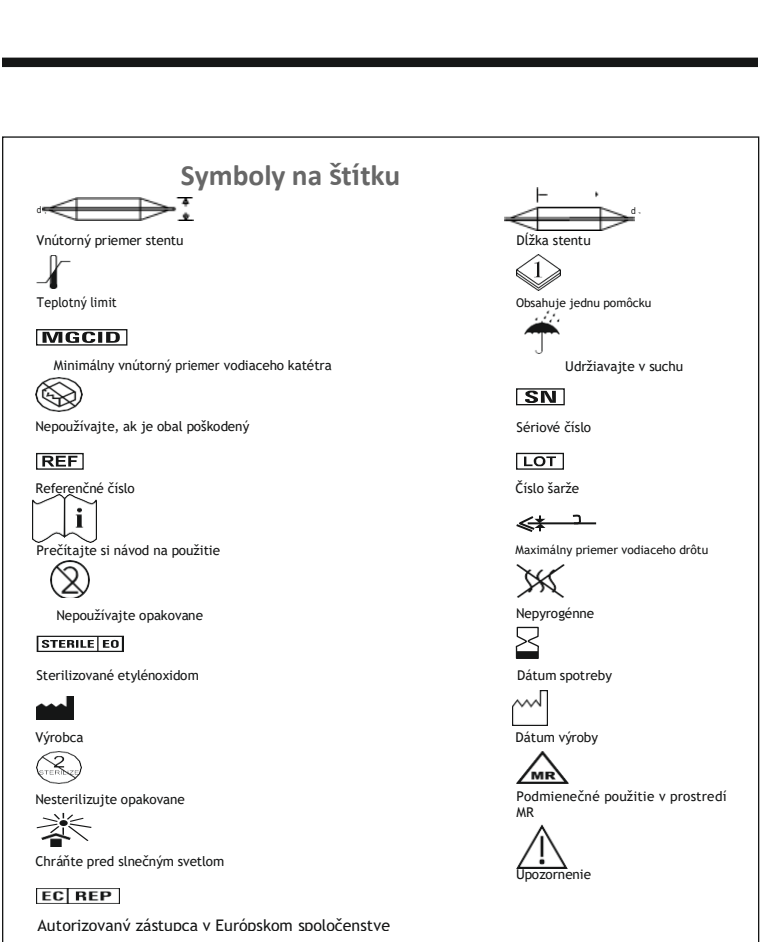 Symboly na štítku
d
Vnútorný priemer stentu
Teplotný limit
MGCID
Minimálny vnútorný priemer vodiaceho katétra
Nepoužívajte, ak je obal poškodený
REF
Referenčné číslo
i
Prečítajte si návod na použitie
2
Nepoužívajte opakovane
STERILE EO
Sterilizované etylénoxidom
Výrobca
2
STERILIZE
Nesterilizujte opakovane
Chráňte pred slnečným svetlom
EC REP
Autorizovaný zástupca v Európskom spoločenstve
d
Dĺžka stentu
1
Obsahuje jednu pomôcku
Udržiavajte v suchu
SN
Sériové číslo
LOT
Číslo šarže
Maximálny priemer vodiaceho drôtu
Nepyrogénne
Dátum spotreby
Dátum výroby
MR
Podmienečné použitie v prostredí
MR
Upozornenie